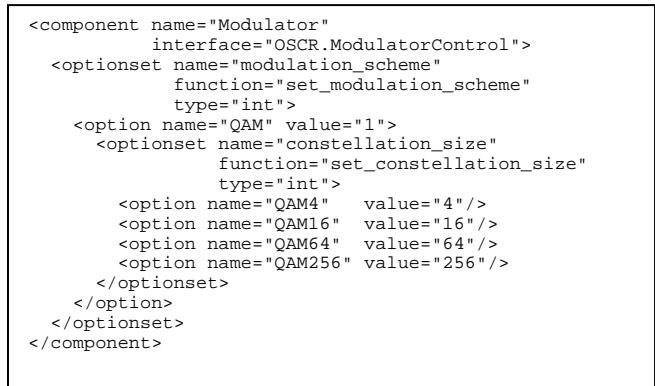 <component name="Modulator"
           interface="OSCR.ModulatorControl">
  <optionset name="modulation_scheme"
             function="set_modulation_scheme"
             type="int">
    <option name="QAM" value="1">
      <optionset name="constellation_size"
                 function="set_constellation_size"
                 type="int">
        <option name="QAM4"   value="4"/>
        <option name="QAM16"  value="16"/>
        <option name="QAM64"  value="64"/>
        <option name="QAM256" value="256"/>
      </optionset>
    </option>
  </optionset>
</component>